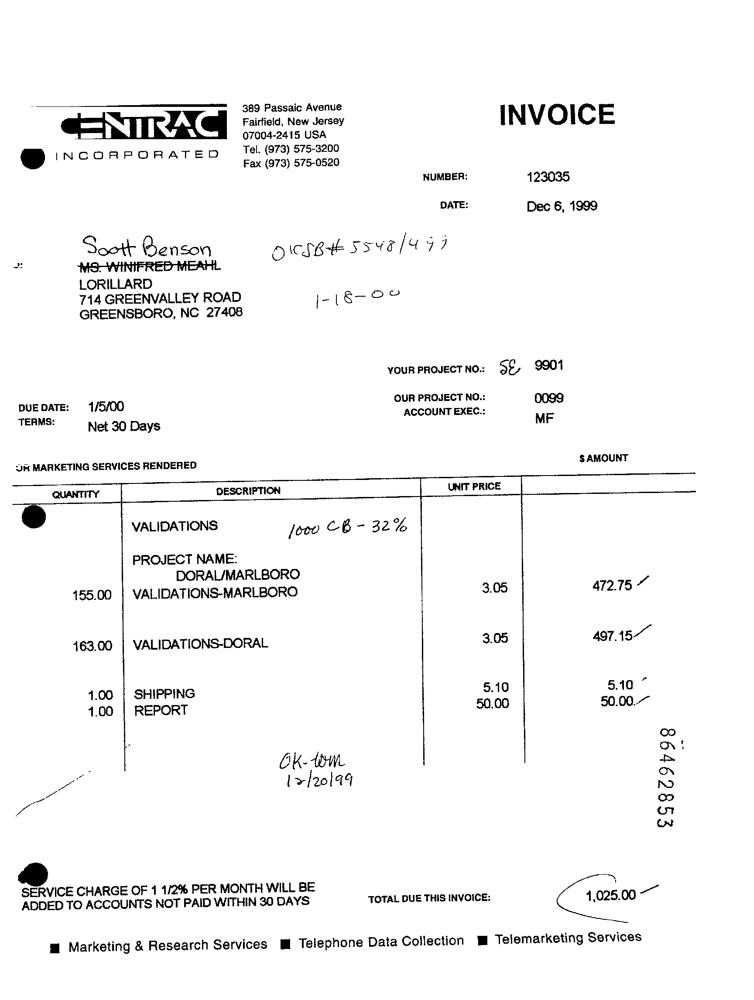 CENTRAC
INCORPORATED
389 Passaic Avenue
Fairfield, New Jersey
07004-2415 USA
Tel. (973) 575-3200
Fax (973) 575-0520
INVOICE
NUMBER: 123035
DATE: Dec 6, 1999
Scott Benson
MS. WINIFRED MEAHL
LORILLARD
714 GREENVALLEY ROAD
GREENSBORO, NC 27408
1-18-00
YOUR PROJECT NO.: SE 9901
OUR PROJECT NO.: 0099
ACCOUNT EXEC.: MF
DUE DATE: 1/5/00
TERMS: Net 30 Days
OR MARKETING SERVICES RENDERED
$ AMOUNT
QUANTITY DESCRIPTION UNIT PRICE
VALIDATIONS 1000 CB - 32%
PROJECT NAME:
DORAL/MARLBORO
155.00 VALIDATIONS-MARLBORO 3.05 472.75
163.00 VALIDATIONS-DORAL 3.05 497.15
1.00 SHIPPING 5.10 5.10
1.00 REPORT 50.00 50.00
OK-
12/20/99
86462853
SERVICE CHARGE OF 1 1/2% PER MONTH WILL BE
ADDED TO ACCOUNTS NOT PAID WITHIN 30 DAYS
TOTAL DUE THIS INVOICE: 1,025.00
■ Marketing & Research Services ■ Telephone Data Collection ■ Telemarketing Services